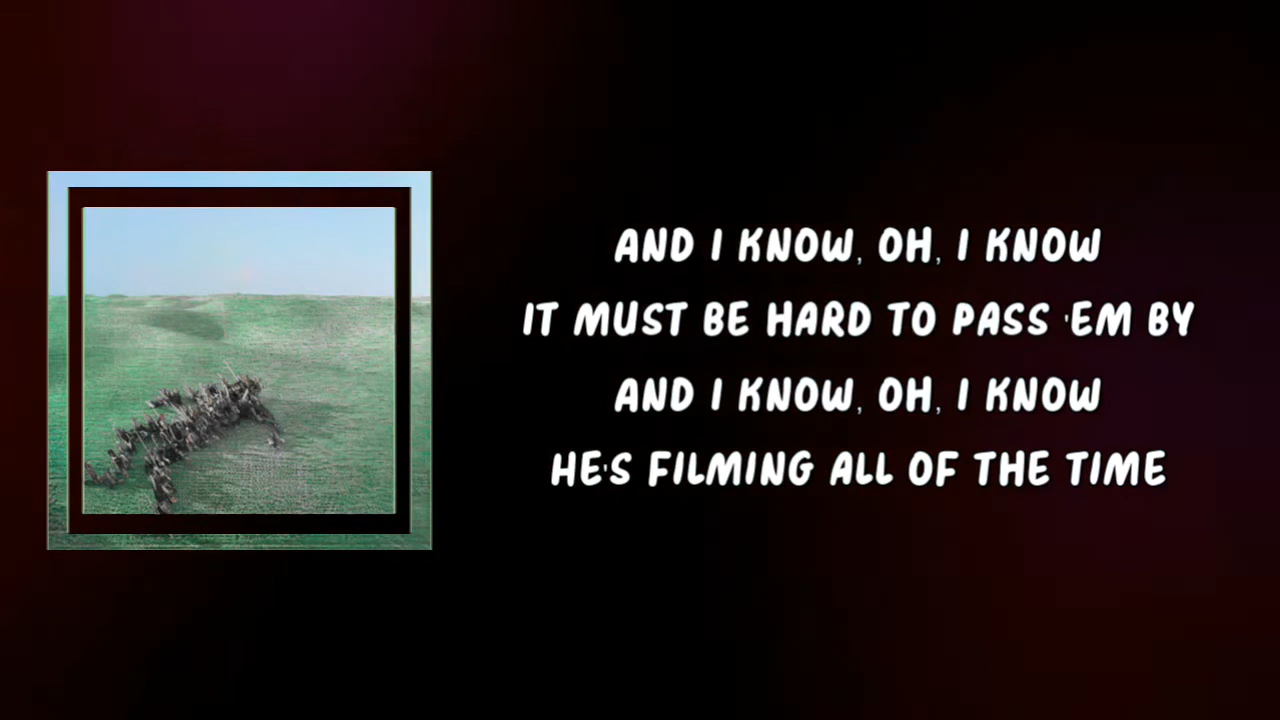 AND I KNOW, OH, I KNOW
IT MUST BE HARD TO PASS 'EM BY
AND I KNOW, OH, I KNOW
HE'S FILMING ALL OF THE TIME